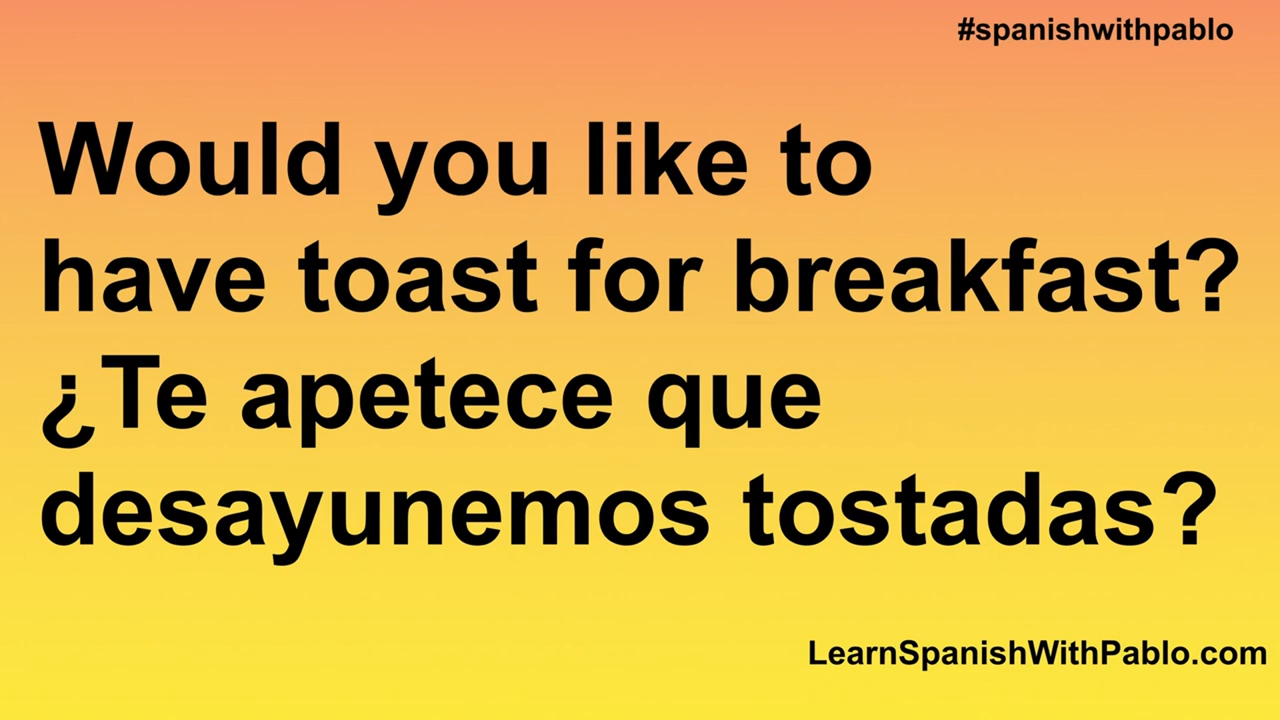 #spanishwithpablo
Would you like to
have toast for breakfast?
¿Te apetece que
desayunemos tostadas?
LearnSpanishWithPablo.com